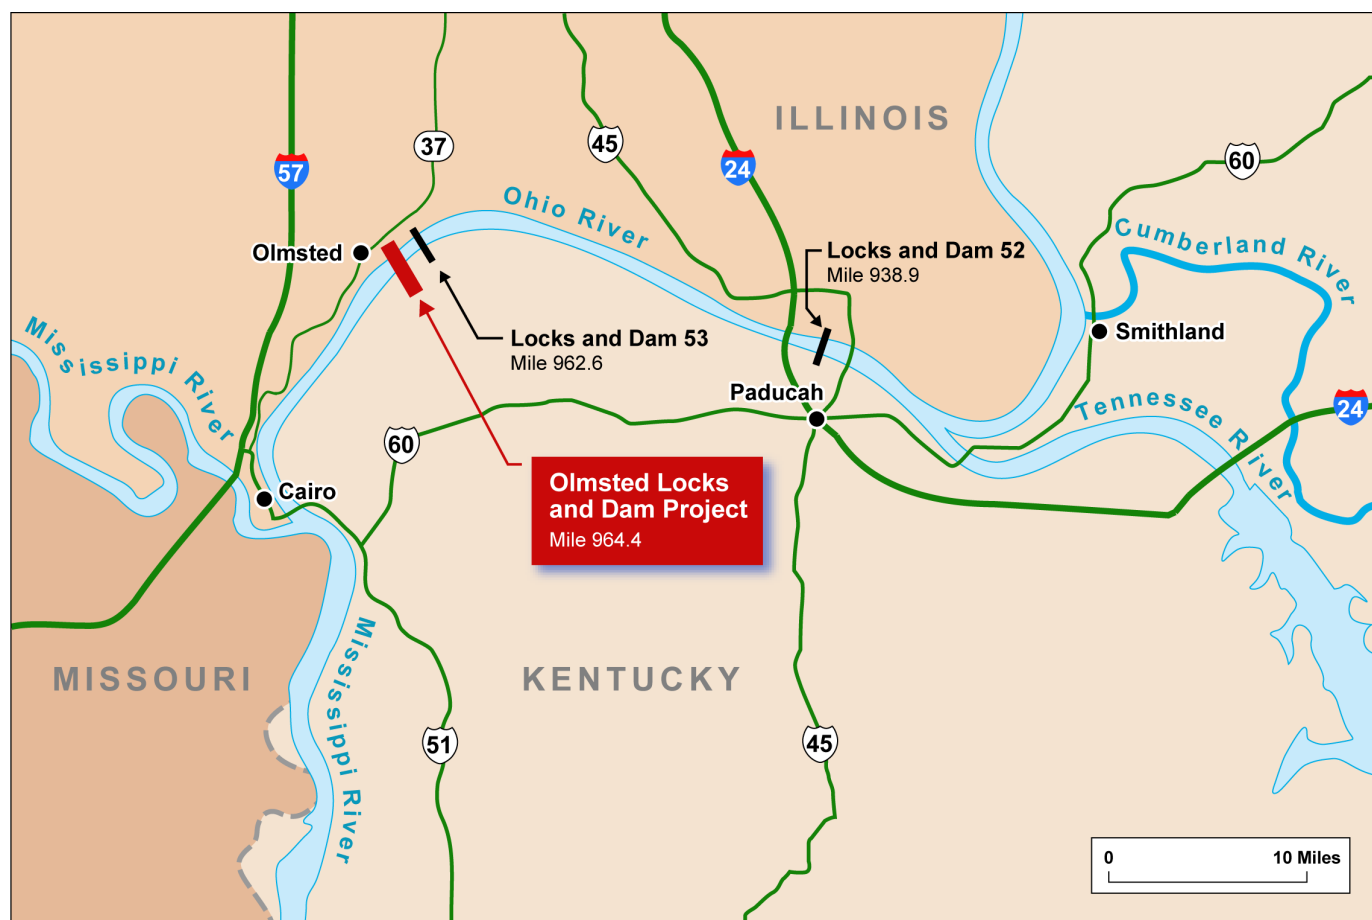 ILLINOIS
37
45
60
57
24
Ohio River
Cumberland River
Olmsted
Locks and Dam 52
Mile 938.9
Mississippi River
Locks and Dam 53
Mile 962.6
Smithland
Paducah
Tennessee River
24
60
Cairo
Olmsted Locks
and Dam Project
Mile 964.4
MISSOURI
KENTUCKY
Mississippi River
51
45
0 10 Miles